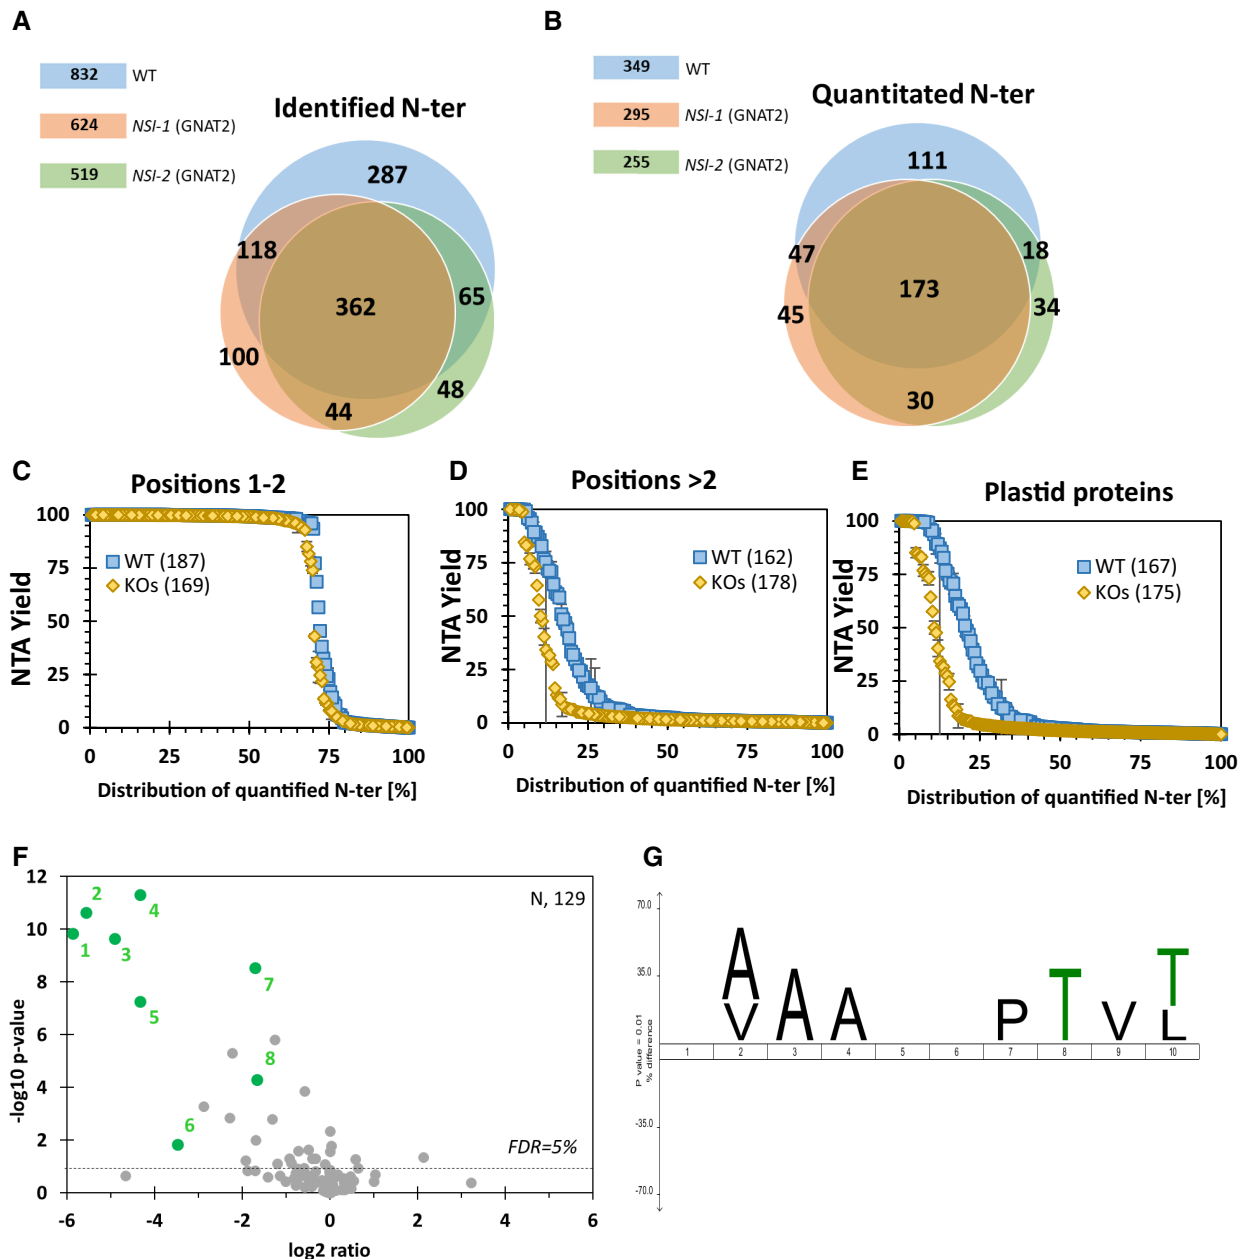 A
832 WT
624 NSI-1 (GNAT2)
519 NSI-2 (GNAT2)
Identified N-ter
287
118
362
65
100
48
44
B
349 WT
295 NSI-1 (GNAT2)
255 NSI-2 (GNAT2)
Quantitated N-ter
111
47
18
173
45
34
30
C
Positions 1-2
NTA Yield
100
75
50
25
0
WT (187)
KOs (169)
0 25 50 75 100
Distribution of quantified N-ter [%]
D
Positions >2
NTA Yield
100
75
50
25
0
WT (162)
KOs (178)
0 25 50 75 100
Distribution of quantified N-ter [%]
E
Plastid proteins
NTA Yield
100
75
50
25
0
WT (167)
KOs (175)
0 25 50 75 100
Distribution of quantified N-ter [%]
F
-log10 p-value
12
10
8
6
4
2
0
N, 129
2
4
1
3
7
5
8
6
FDR=5%
-6 -4 -2 0 2 4 6
log2 ratio
G
P value = 0.01
% difference
70.0
35.0
-35.0
-70.0
A A A P T V T
V L
1 2 3 4 5 6 7 8 9 10